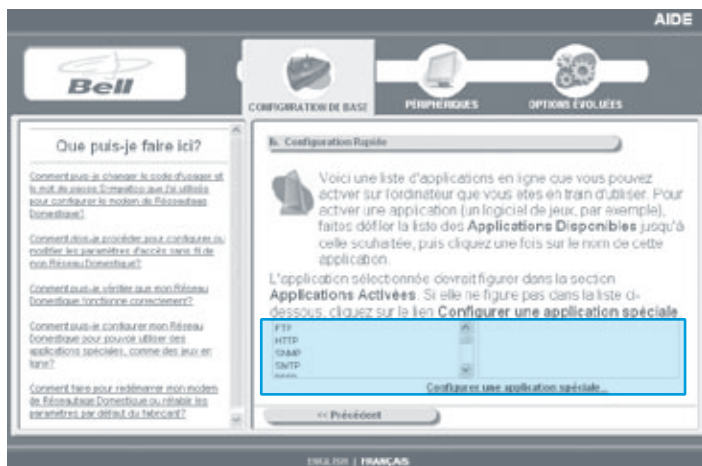 AIDE
Bell
CONFIGURATION DE BASE
PÉRIPHÉRIQUES
OPTIONS ÉVOLUÉES
Que puis-je faire ici?
Comment puis-je changer le code d'usager et
le mot de passe Sympatico que j'ai utilisés
pour configurer le modem de Réseautage
Domestique?
Comment dois-je procéder pour configurer ou
modifier les paramètres d'accès sans fil de
mon Réseau Domestique?
Comment puis-je vérifier que mon Réseau
Domestique fonctionne correctement?
Comment puis-je configurer mon Réseau
Domestique pour pouvoir utiliser des
applications spéciales, comme des jeux en
ligne?
Comment faire pour redémarrer mon modem
de Réseautage Domestique ou rétablir les
paramètres par défaut du fabricant?
Configuration Rapide
Voici une liste d'applications en ligne que vous pouvez
activer sur l'ordinateur que vous etes en train d'utiliser. Pour
activer une application (un logiciel de jeux, par exemple),
faites défiler la liste des Applications Disponibles jusqu'à
celle souhaitée, puis cliquez une fois sur le nom de cette
application.
L'application sélectionnée devrait figurer dans la section
Applications Activées. Si elle ne figure pas dans la liste ci-
dessous, cliquez sur le lien Configurer une application spéciale
FTP
HTTP
SNMP
SMTP
Configurer une application spéciale...
<< Précédent
ENGLISH | FRANÇAIS